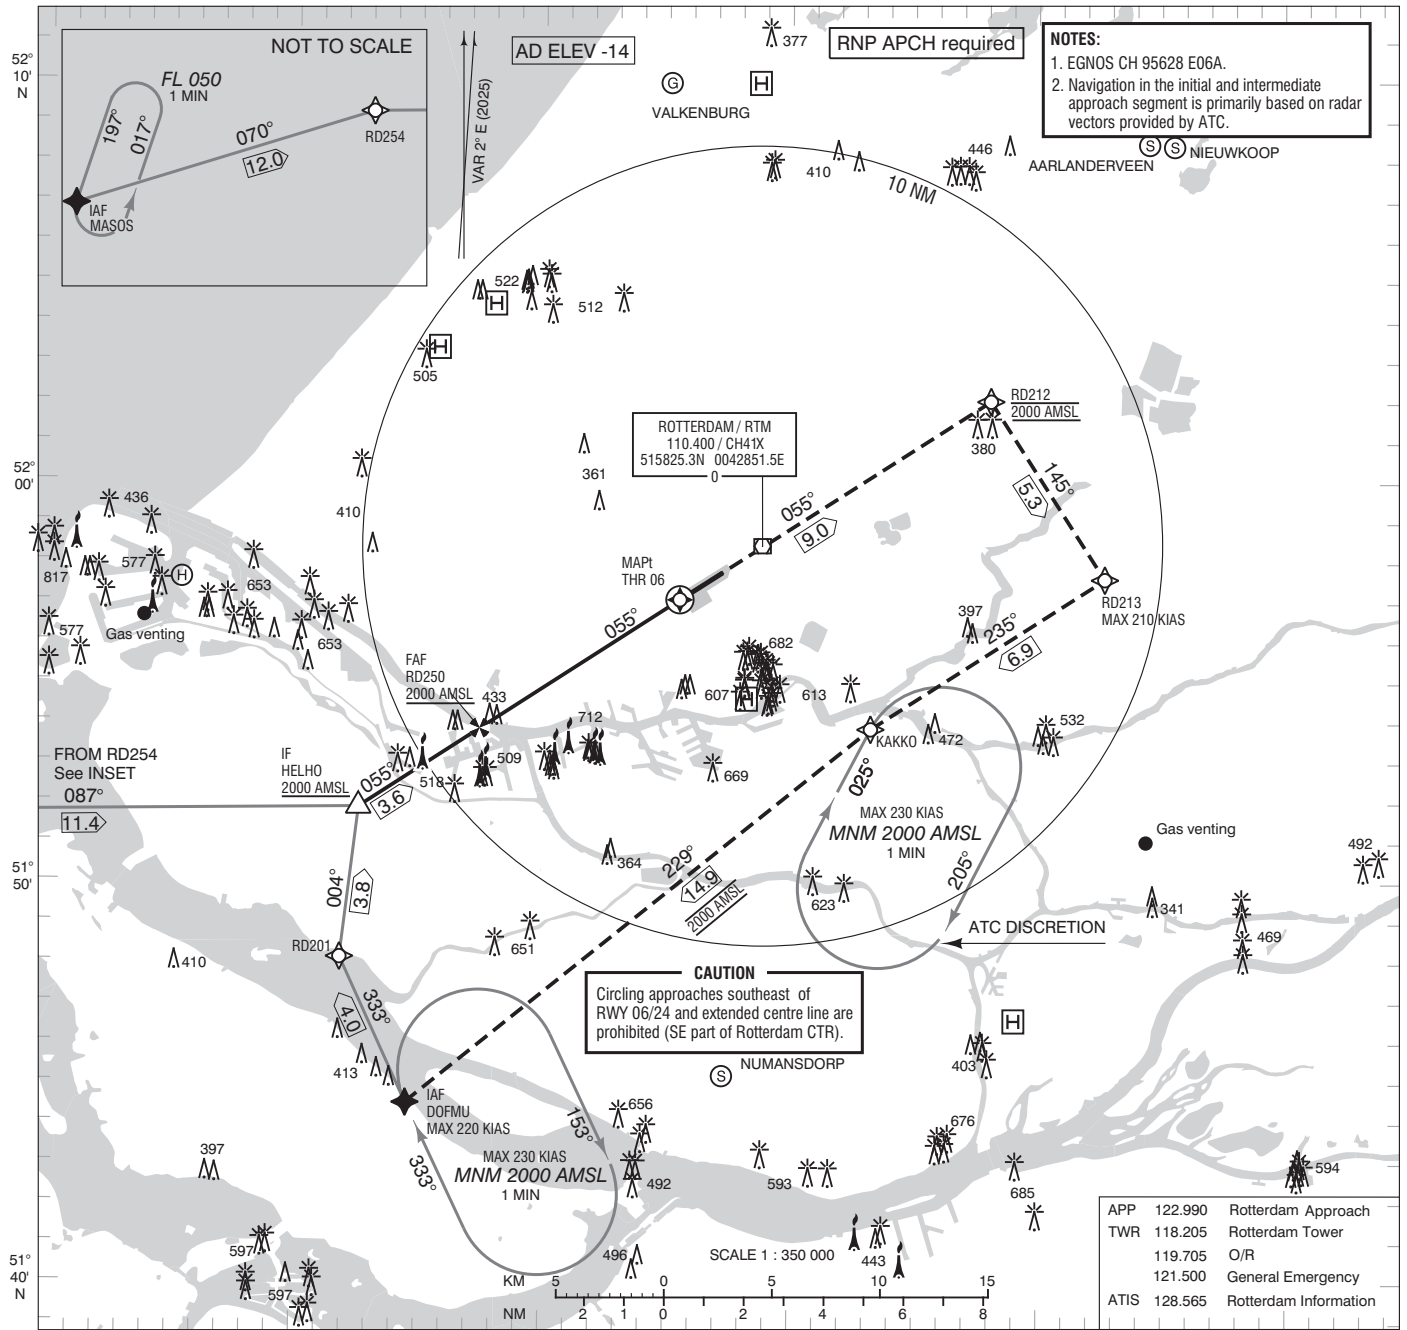 NOT TO SCALE
FL 050
1 MIN
197°
017°
070°
12.0
RD254
IAF
MASOS
52°
10'
N
VAR 2° E (2025)
AD ELEV -14
377
RNP APCH required
NOTES:
1. EGNOS CH 95628 E06A.
2. Navigation in the initial and intermediate
approach segment is primarily based on radar
vectors provided by ATC.
G
H
VALKENBURG
410
446
AARLANDERVEEN
S
S
NIEUWKOOP
10 NM
522
H
512
H
505
RD212
2000 AMSL
380
ROTTERDAM / RTM
110.400 / CH41X
515825.3N 0042851.5E
0
52°
00'
361
410
436
145°
5.3
055°
9.0
MAPt
THR 06
577
H
653
817
Gas venting
577
653
RD213
MAX 210 KIAS
397
235°
6.9
055°
682
607
H
613
FAF
RD250
2000 AMSL
433
712
KAKKO
472
532
509
669
518
FROM RD254
See INSET
087°
11.4
IF
HELHO
2000 AMSL
055°
3.6
025°
MAX 230 KIAS
MNM 2000 AMSL
1 MIN
205°
Gas venting
492
51°
50'
364
229°
14.9
2000 AMSL
623
341
004°
3.8
651
ATC DISCRETION
469
RD201
410
CAUTION
Circling approaches southeast of
RWY 06/24 and extended centre line are
prohibited (SE part of Rotterdam CTR).
333°
4.0
H
413
403
S
NUMANSDORP
IAF
DOFMU
MAX 220 KIAS
656
153°
676
397
333°
MAX 230 KIAS
MNM 2000 AMSL
1 MIN
492
593
685
594
597
496
443
597
51°
40'
N
SCALE 1 : 350 000
KM 5 0 5 10 15
NM 2 1 0 2 4 6 8
APP 122.990 Rotterdam Approach
TWR 118.205 Rotterdam Tower
119.705 O/R
121.500 General Emergency
ATIS 128.565 Rotterdam Information